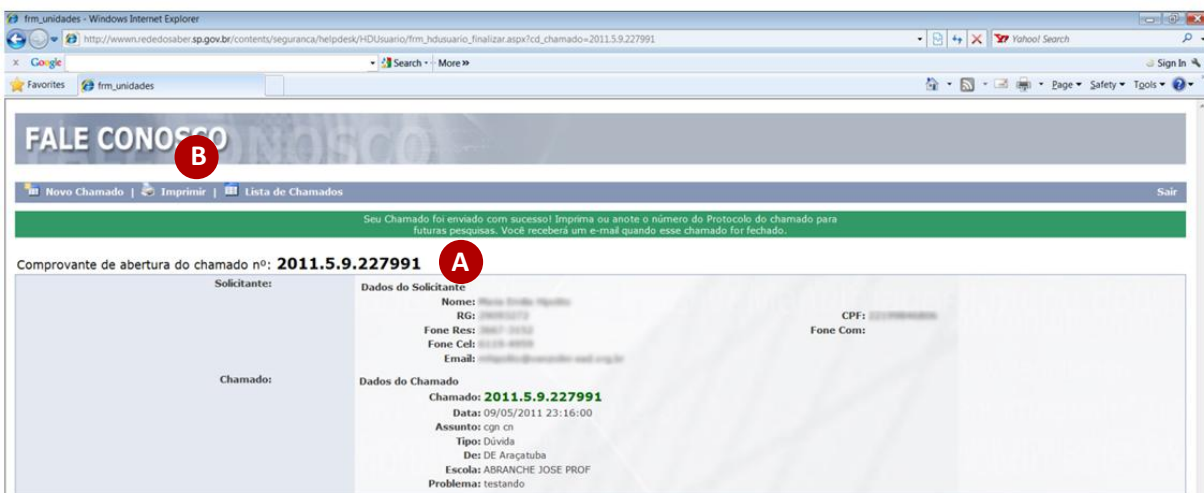 frm_unidades - Windows Internet Explorer
http://wwwn.rededosaber.sp.gov.br/contents/seguranca/helpdesk/HDUsuario/frm_hdusuario_finalizar.aspx?cd_chamado=2011.5.9.227991
Yahoo! Search
x Google Search More »
Sign In
Favorites frm_unidades Page Safety Tools
FALE CONOSCO
B
Novo Chamado | Imprimir | Lista de Chamados Sair
Seu Chamado foi enviado com sucesso! Imprima ou anote o número do Protocolo do chamado para
futuras pesquisas. Você receberá um e-mail quando esse chamado for fechado.
Comprovante de abertura do chamado nº: 2011.5.9.227991 A
Solicitante: Dados do Solicitante
Nome:
RG: CPF:
Fone Res: Fone Com:
Fone Cel:
Email:
Chamado: Dados do Chamado
Chamado: 2011.5.9.227991
Data: 09/05/2011 23:16:00
Assunto: cgn cn
Tipo: Dúvida
De: DE Araçatuba
Escola: ABRANCHE JOSE PROF
Problema: testando